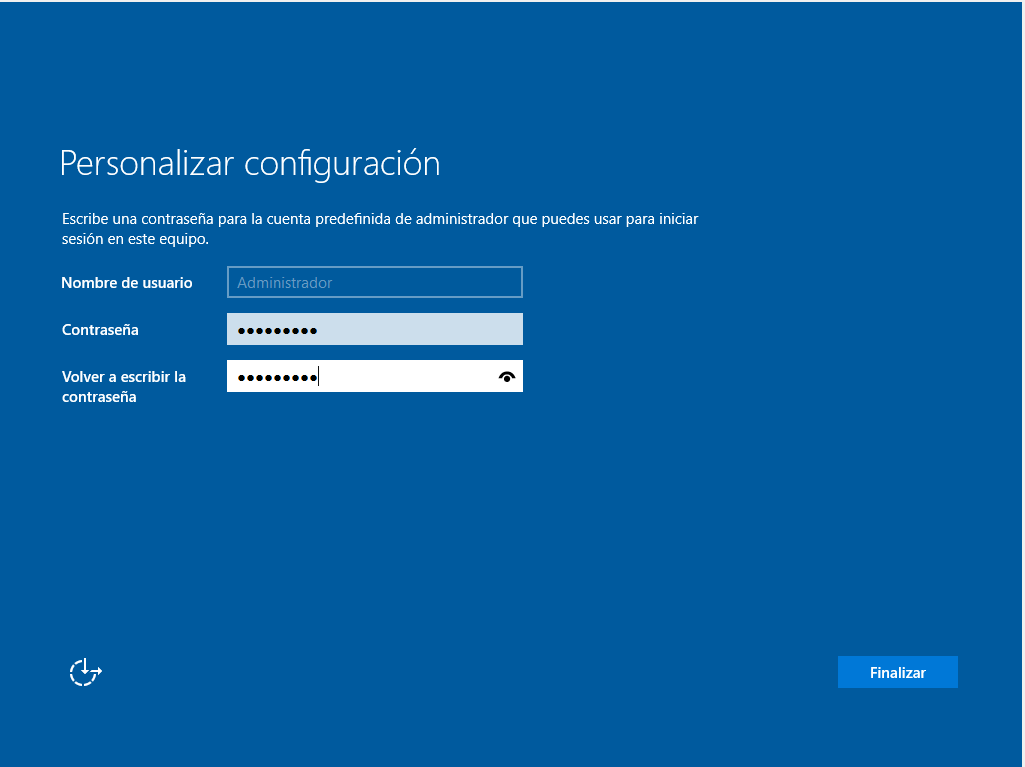 Personalizar configuración
Escribe una contraseña para la cuenta predefinida de administrador que puedes usar para iniciar
sesión en este equipo.
Nombre de usuario
Administrador
Contraseña
●●●●●●●●●
Volver a escribir la
contraseña
●●●●●●●●●
Finalizar